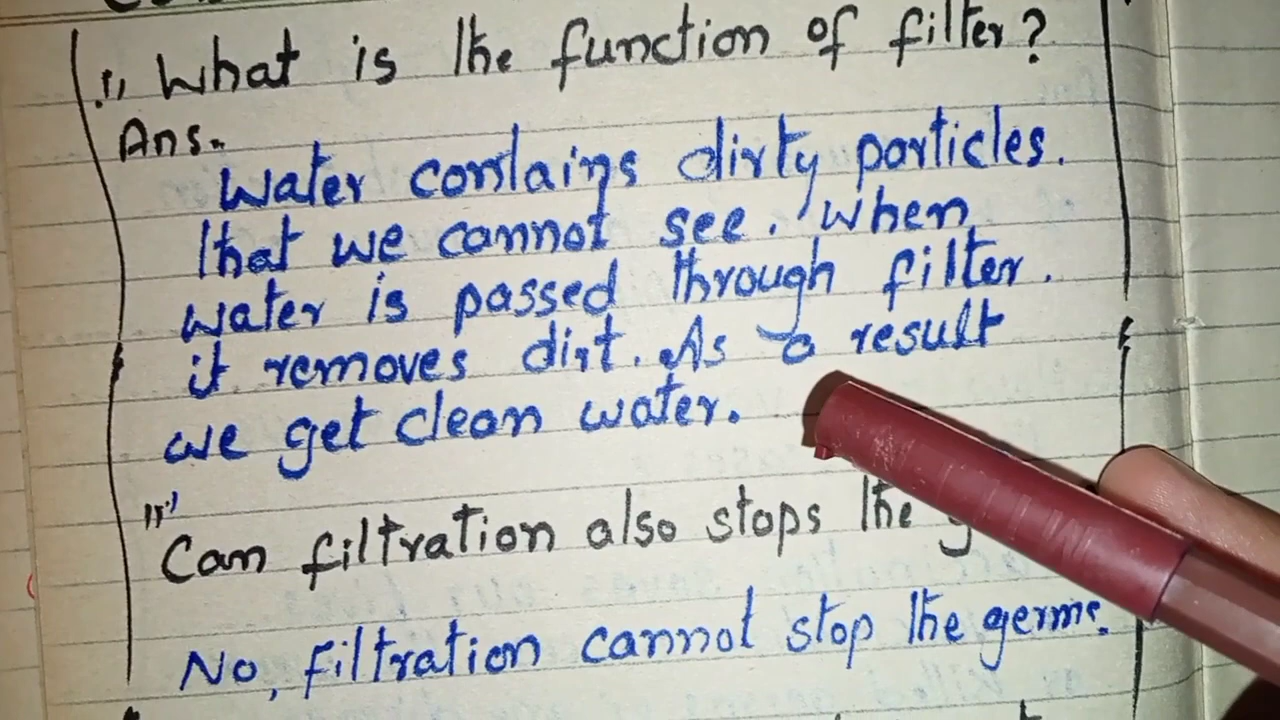 i) What is the function of filter?
Ans.
Water contains dirty particles.
that we cannot see. when
water is passed through filter.
it removes dirt. As a result
we get clean water.
ii)
Can filtration also stops the
No, filtration cannot stop the germs.